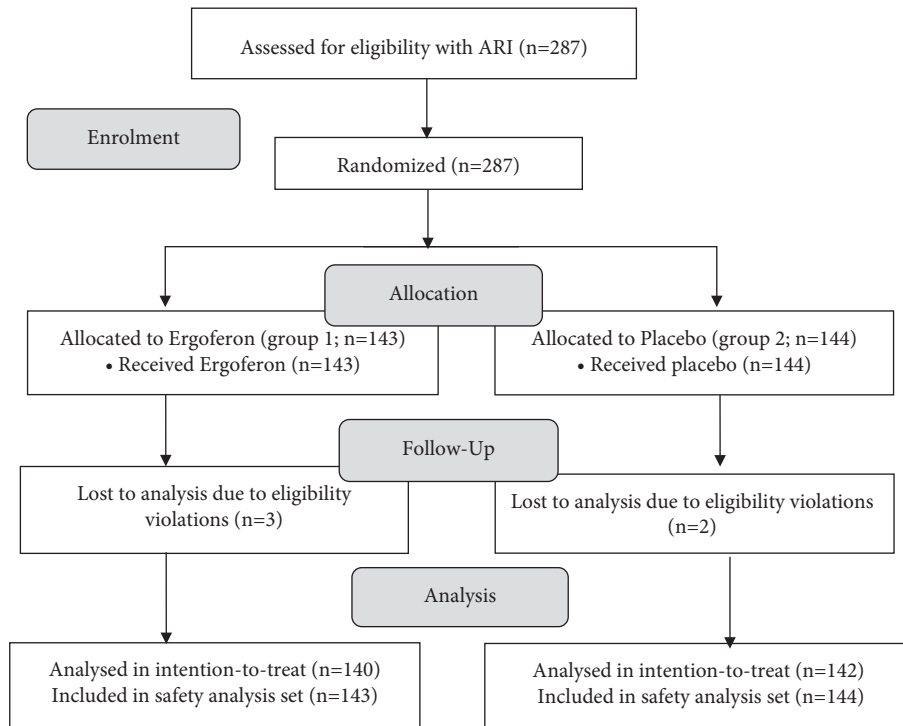 Assessed for eligibility with ARI (n=287)
Enrolment
Randomized (n=287)
Allocation
Allocated to Ergoferon (group 1; n=143)
• Received Ergoferon (n=143)
Allocated to Placebo (group 2; n=144)
• Received placebo (n=144)
Follow-Up
Lost to analysis due to eligibility
violations (n=3)
Lost to analysis due to eligibility violations
(n=2)
Analysis
Analysed in intention-to-treat (n=140)
Included in safety analysis set (n=143)
Analysed in intention-to-treat (n=142)
Included in safety analysis set (n=144)